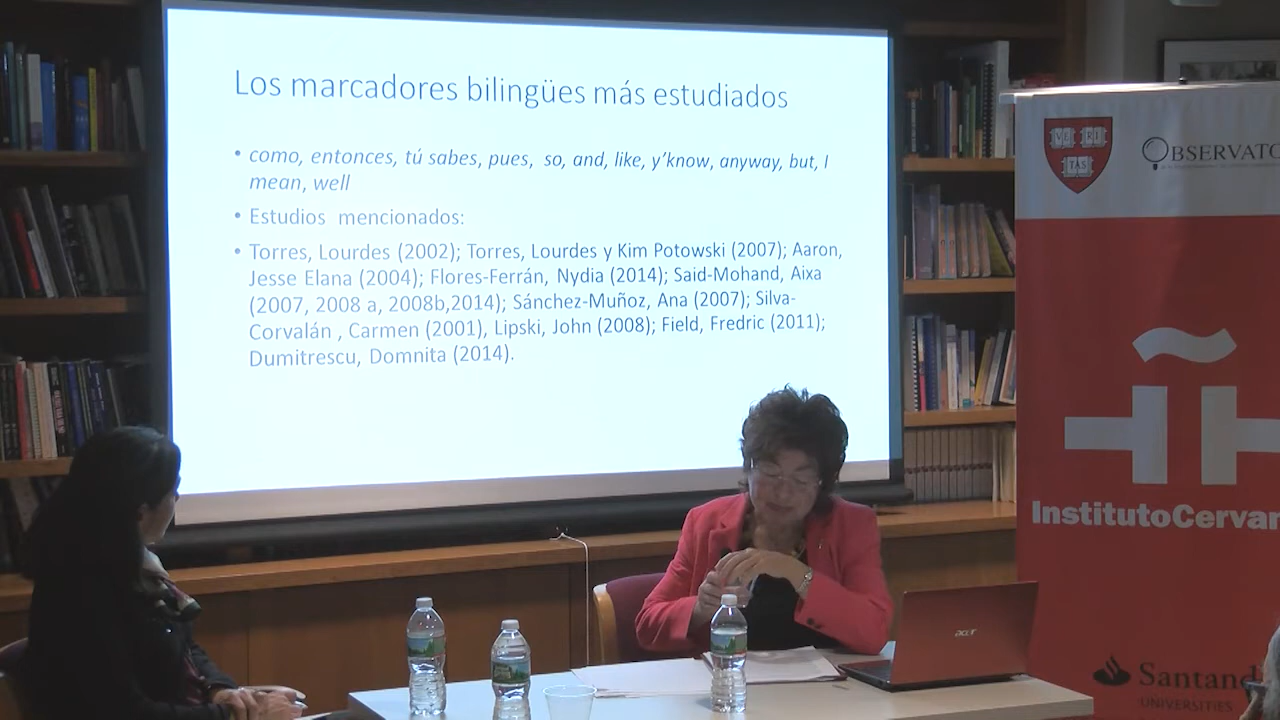 Los marcadores bilingües más estudiados
• como, entonces, tú sabes, pues, so, and, like, y'know, anyway, but, I
mean, well
• Estudios mencionados:
• Torres, Lourdes (2002); Torres, Lourdes y Kim Potowski (2007); Aaron,
Jesse Elana (2004); Flores-Ferrán, Nydia (2014); Said-Mohand, Aixa
(2007, 2008 a, 2008b,2014); Sánchez-Muñoz, Ana (2007); Silva-
Corvalán , Carmen (2001), Lipski, John (2008); Field, Fredric (2011);
Dumitrescu, Domnita (2014).
VE RI
TAS
OBSERVATO
InstitutoCervan
Santand
UNIVERSITIES
acer